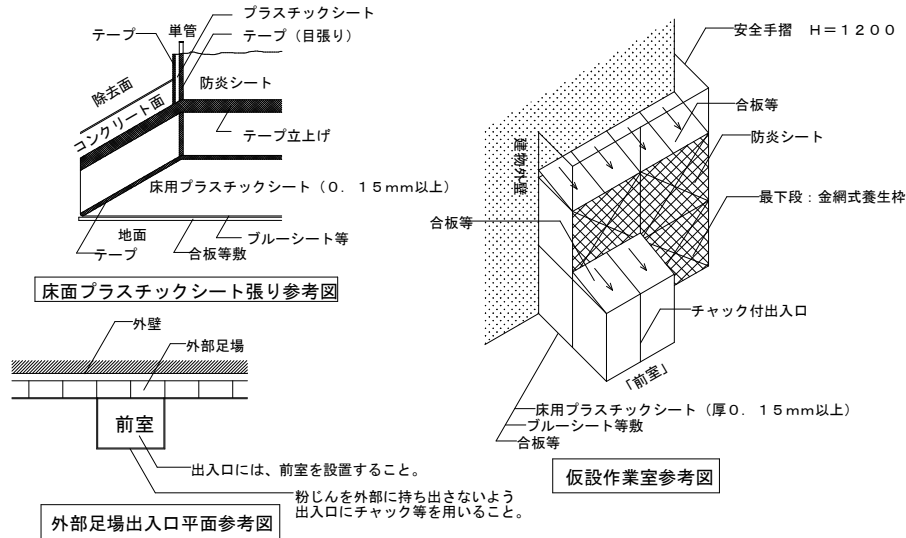 プラスチックシート
単管
テープ
テープ（目張り）
除去面
防炎シート
コンクリート面
テープ立上げ
床用プラスチックシート（０．１５ｍｍ以上）
地面
ブルーシート等
テープ
合板等敷
床面プラスチックシート張り参考図
外壁
外部足場
前室
出入口には、前室を設置すること。
粉じんを外部に持ち出さないよう
出入口にチャック等を用いること。
外部足場出入口平面参考図
安全手摺　Ｈ＝１２００
合板等
建物外壁
防炎シート
最下段：金網式養生枠
合板等
チャック付出入口
「前室」
床用プラスチックシート（厚０．１５ｍｍ以上）
ブルーシート等敷
合板等
仮設作業室参考図